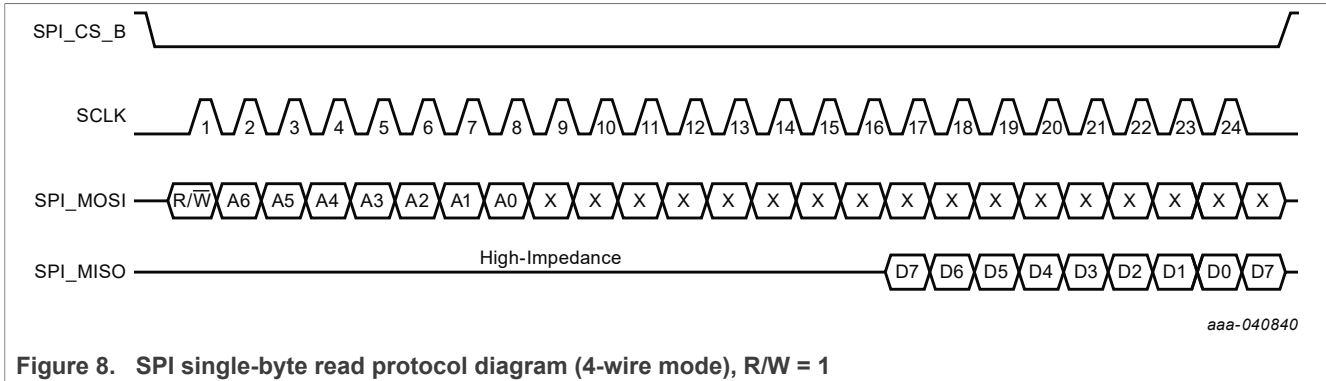 SPI_CS_B
SCLK 1 2 3 4 5 6 7 8 9 10 11 12 13 14 15 16 17 18 19 20 21 22 23 24
SPI_MOSI R/W̅ A6 A5 A4 A3 A2 A1 A0 X X X X X X X X X X X X X X X X X
SPI_MISO High-Impedance D7 D6 D5 D4 D3 D2 D1 D0 D7
aaa-040840
Figure 8. SPI single-byte read protocol diagram (4-wire mode), R/W = 1